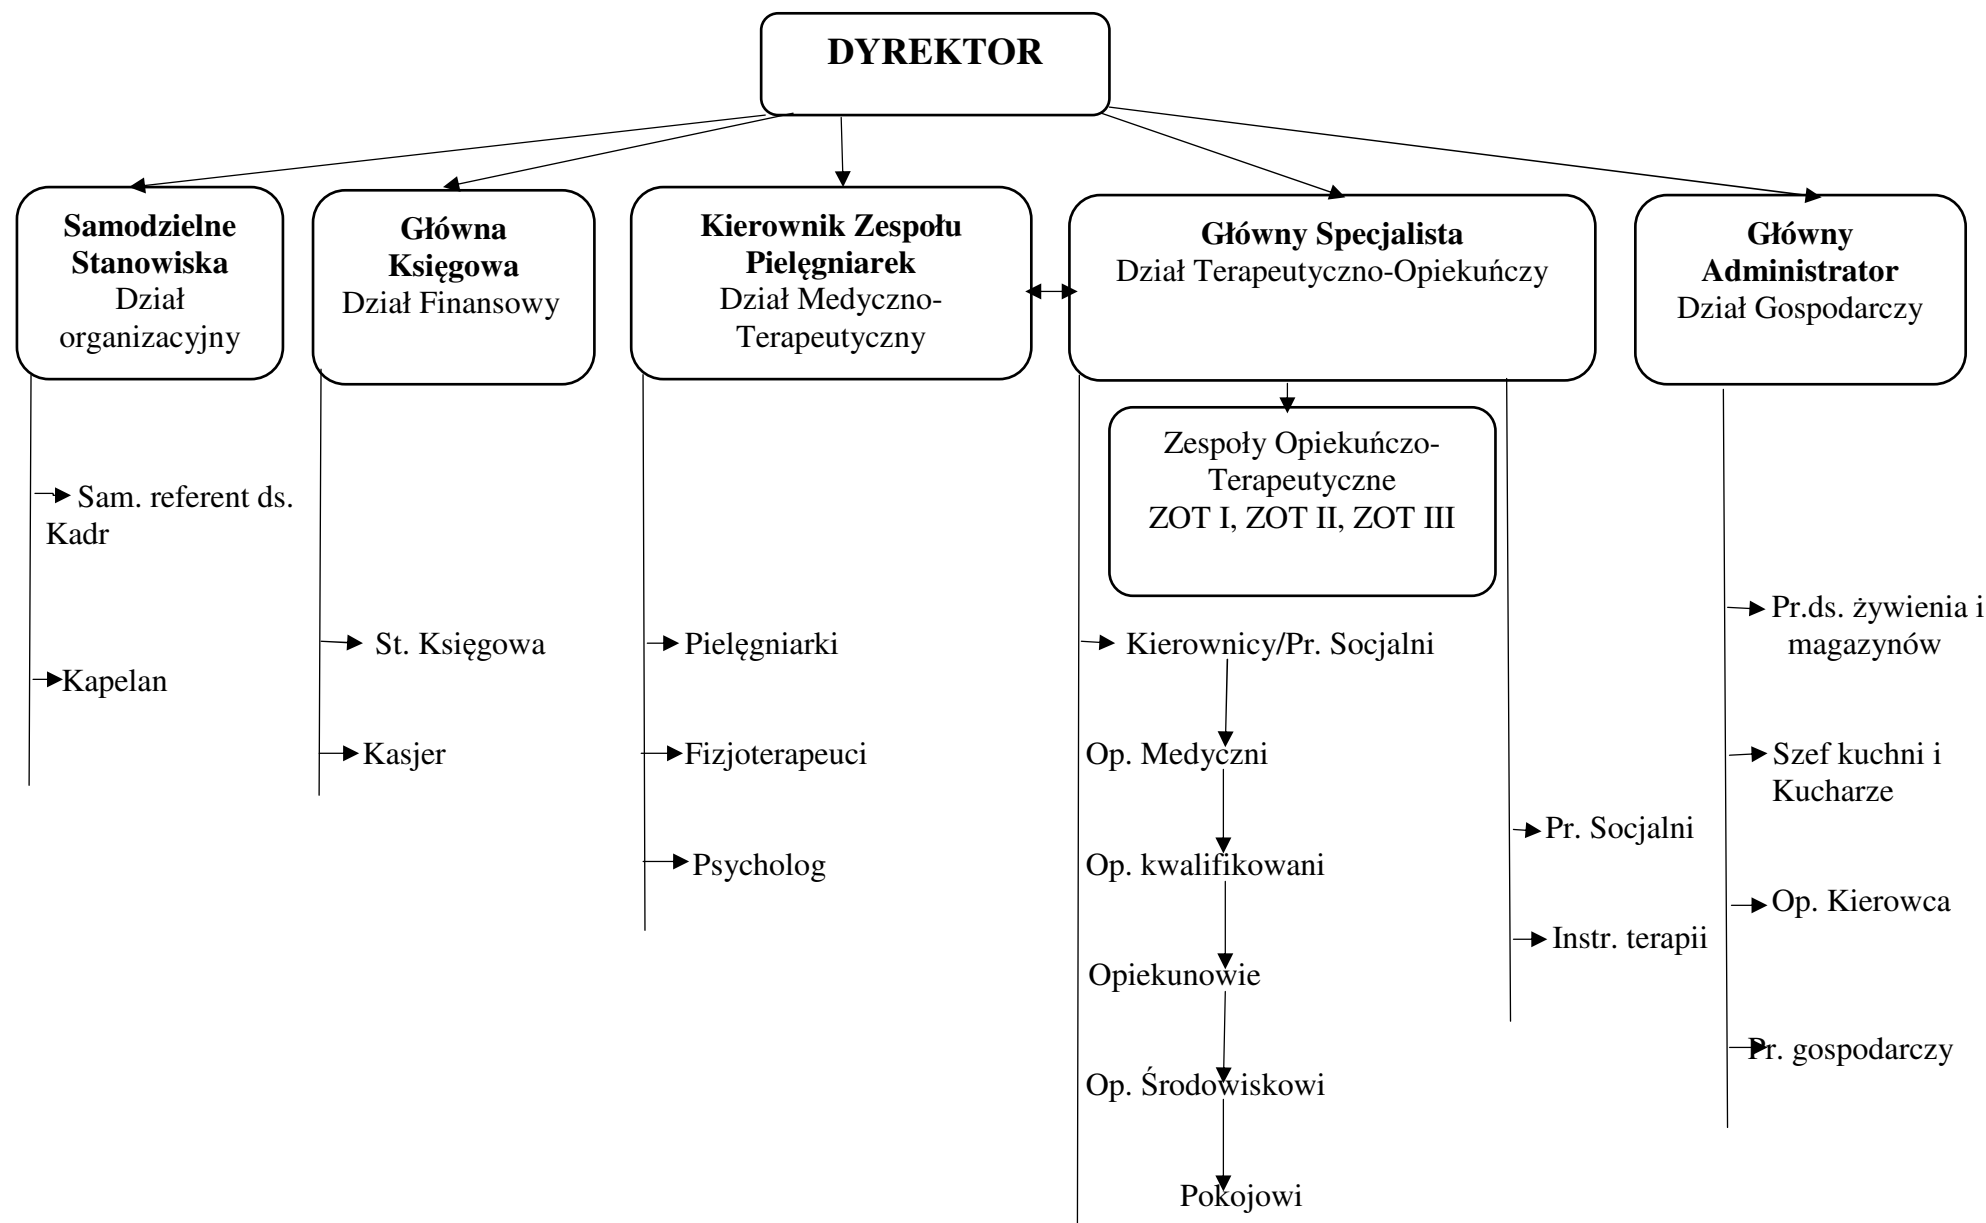 DYREKTOR
Samodzielne
Stanowiska
Dział
organizacyjny
Główna
Księgowa
Dział Finansowy
Kierownik Zespołu
Pielęgniarek
Dział Medyczno-
Terapeutyczny
Główny Specjalista
Dział Terapeutyczno-Opiekuńczy
Główny
Administrator
Dział Gospodarczy
Zespoły Opiekuńczo-
Terapeutyczne
ZOT I, ZOT II, ZOT III
Sam. referent ds.
Kadr
Kapelan
St. Księgowa
Kasjer
Pielęgniarki
Fizjoterapeuci
Psycholog
Kierownicy/Pr. Socjalni
Op. Medyczni
Op. kwalifikowani
Opiekunowie
Op. Środowiskowi
Pokojowi
Pr. Socjalni
Instr. terapii
Pr.ds. żywienia i
magazynów
Szef kuchni i
Kucharze
Op. Kierowca
Pr. gospodarczy